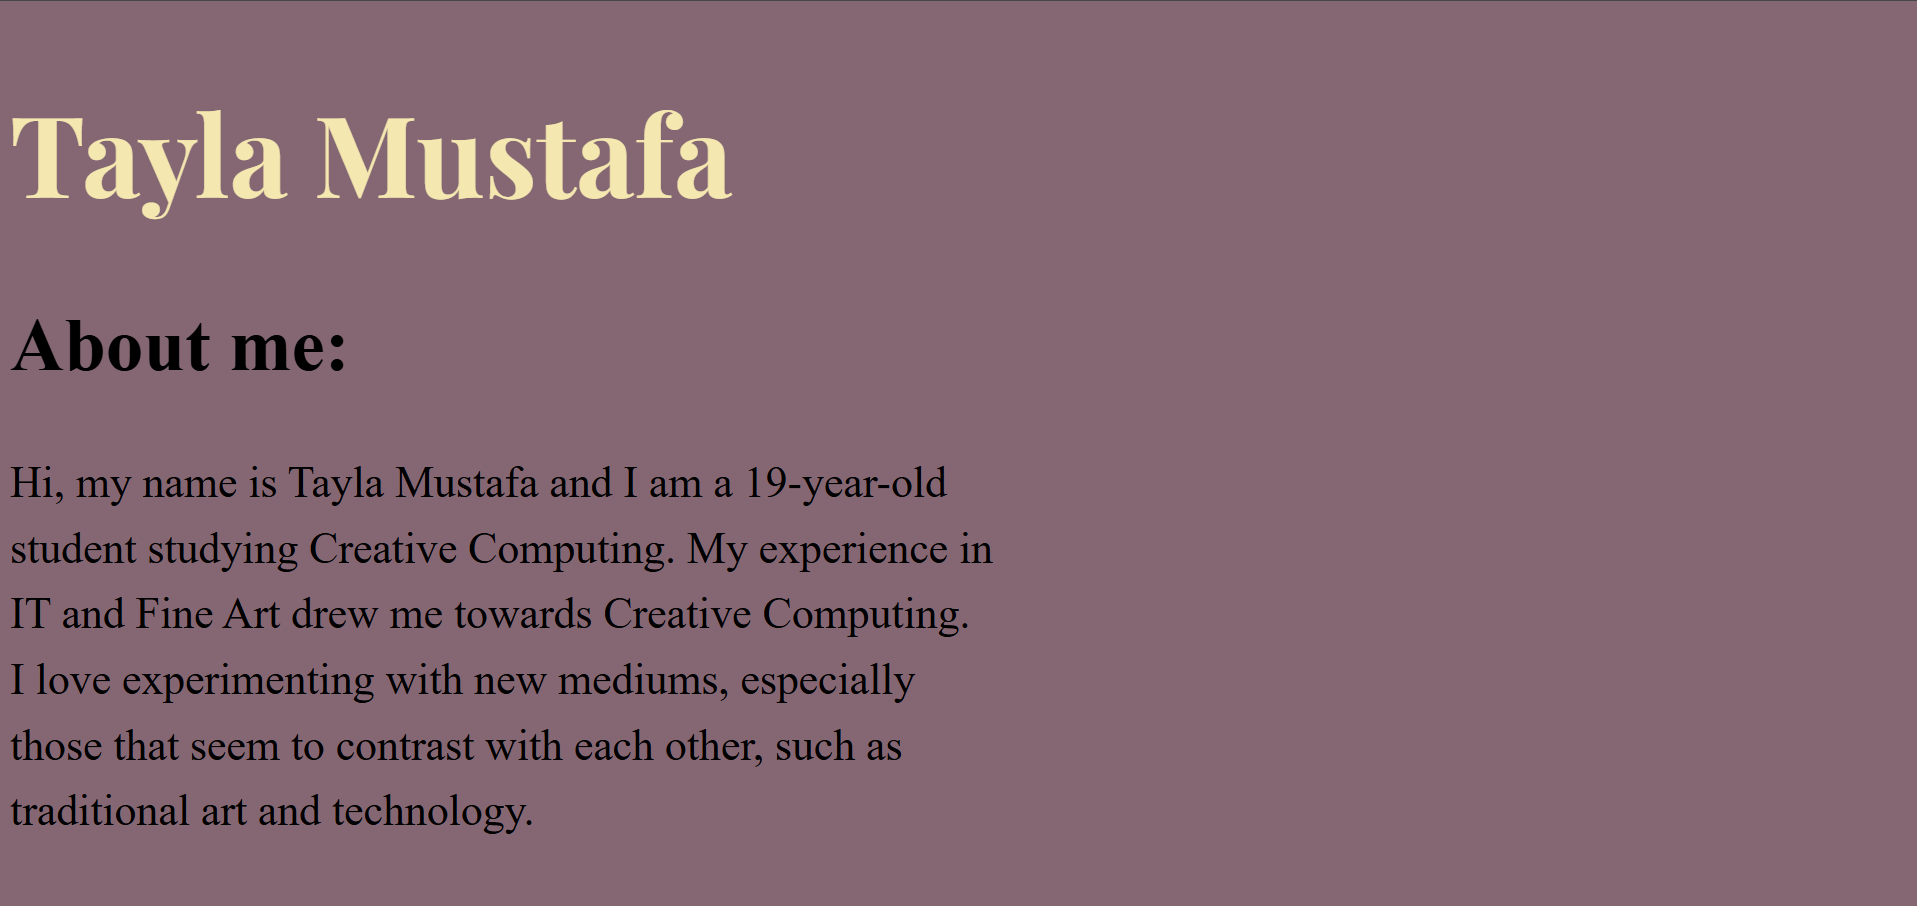 Tayla Mustafa
About me:
Hi, my name is Tayla Mustafa and I am a 19-year-old
student studying Creative Computing. My experience in
IT and Fine Art drew me towards Creative Computing.
I love experimenting with new mediums, especially
those that seem to contrast with each other, such as
traditional art and technology.